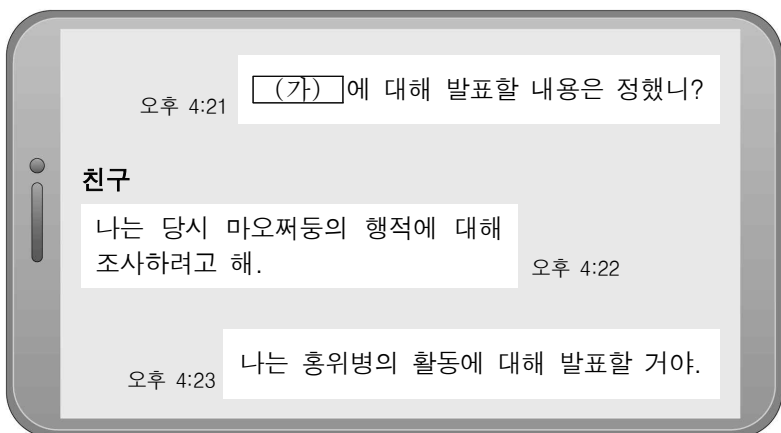 (가)에 대해 발표할 내용은 정했니?
오후 4:21
친구
나는 당시 마오쩌둥의 행적에 대해
조사하려고 해.
오후 4:22
나는 홍위병의 활동에 대해 발표할 거야.
오후 4:23